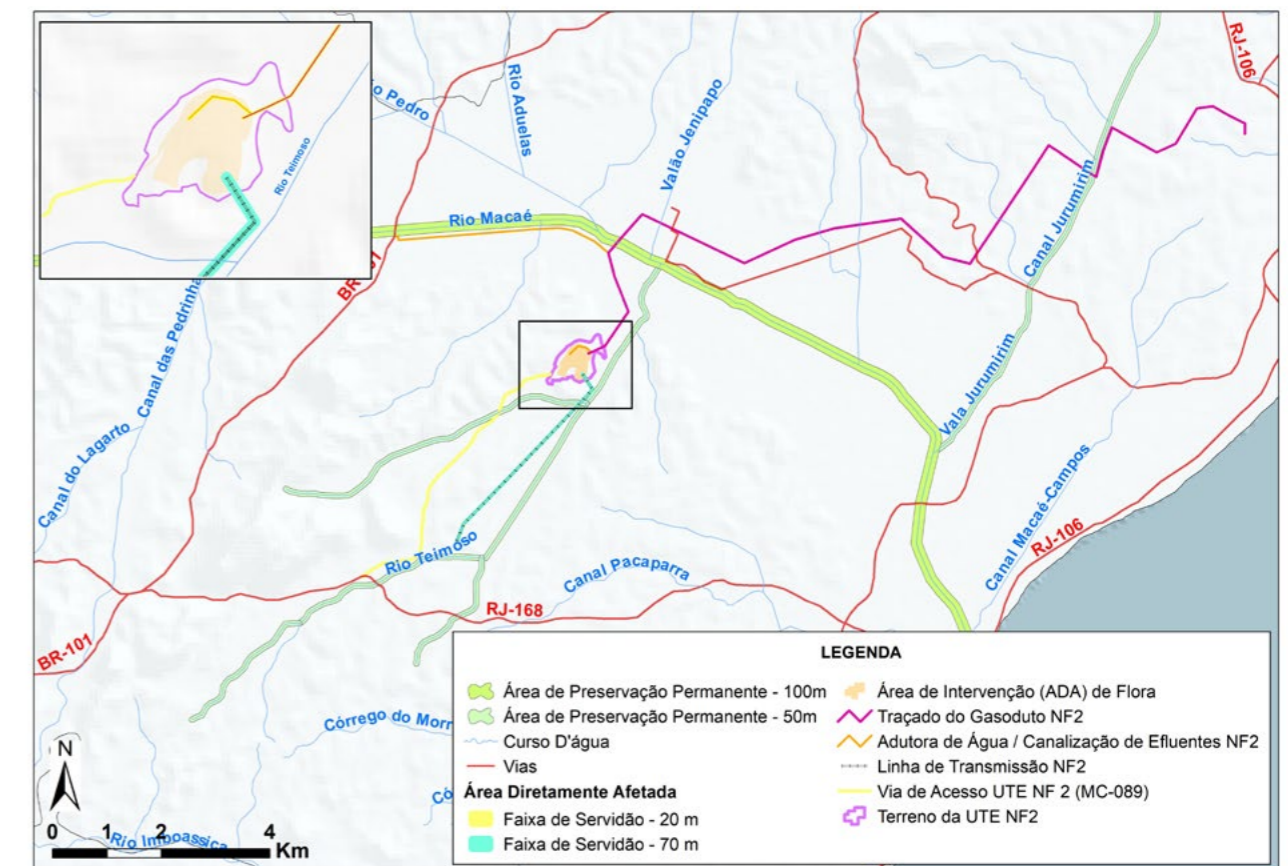 RJ-106
Rio Teimoso
o Pedro
Rio Aduelas
Valão Jenipapo
Rio Macaé
Canal Jurumirim
BR-
Canal das Pedrinha
Canal do Lagarto
Vala Jurumirim
Canal Macaé-Campos
RJ-106
Rio Teimoso
Canal Pacaparra
RJ-168
BR-101
Córrego do Morr
Có
Rio Imboassica
N
0 1 2 4
Km
LEGENDA
Área de Preservação Permanente - 100m
Área de Preservação Permanente - 50m
Curso D'água
Vias
Área Diretamente Afetada
Faixa de Servidão - 20 m
Faixa de Servidão - 70 m
Área de Intervenção (ADA) de Flora
Traçado do Gasoduto NF2
Adutora de Água / Canalização de Efluentes NF2
Linha de Transmissão NF2
Via de Acesso UTE NF 2 (MC-089)
Terreno da UTE NF2